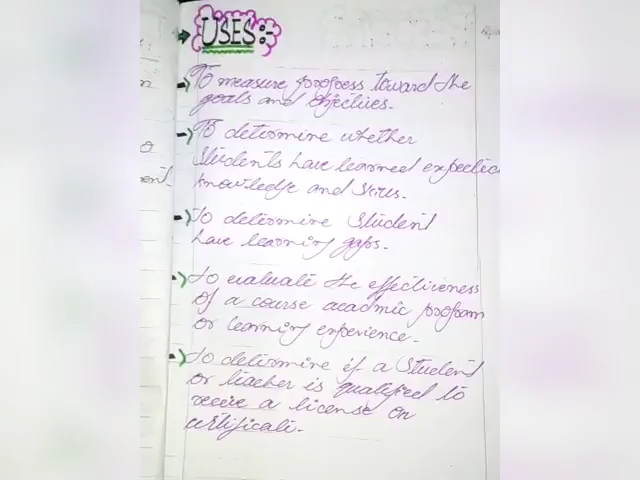 USES:-
To measure progress toward the
goals and objectives.
To determine whether
students have learned expected
knowledge and skills.
To determine student
have learning gaps.
To evaluate the effectiveness
of a course acadmic program
or learning experience.
To determine if a student
or teacher is qualified to
receive a license or
certificate.